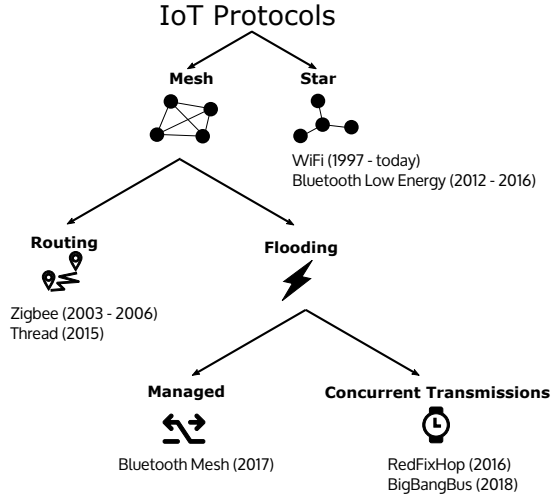 IoT Protocols
Mesh
Star
WiFi (1997 - today)
Bluetooth Low Energy (2012 - 2016)
Routing
Flooding
Zigbee (2003 - 2006)
Thread (2015)
Managed
Concurrent Transmissions
Bluetooth Mesh (2017)
RedFixHop (2016)
BigBangBus (2018)